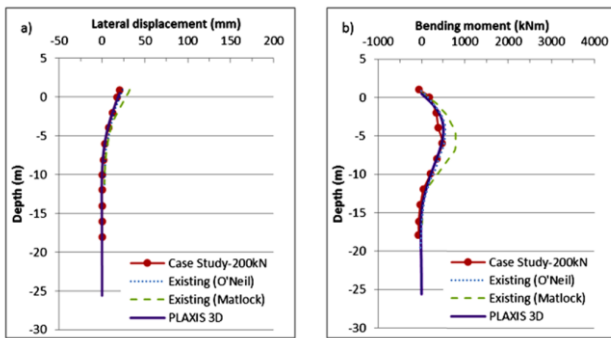 a)
Lateral displacement (mm)
-50 0 50 100 150
5
0
-5
-10
-15
-20
-25
-30
Depth (m)
Case Study-200kN
Existing (O'Neil)
Existing (Matlock)
PLAXIS 3D
b)
Bending moment (kNm)
-1000 0 1000 2000 3000 4000
5
0
-5
-10
-15
-20
-25
-30
Depth (m)
Case Study-200kN
Existing (O'Neil)
Existing (Matlock)
PLAXIS 3D